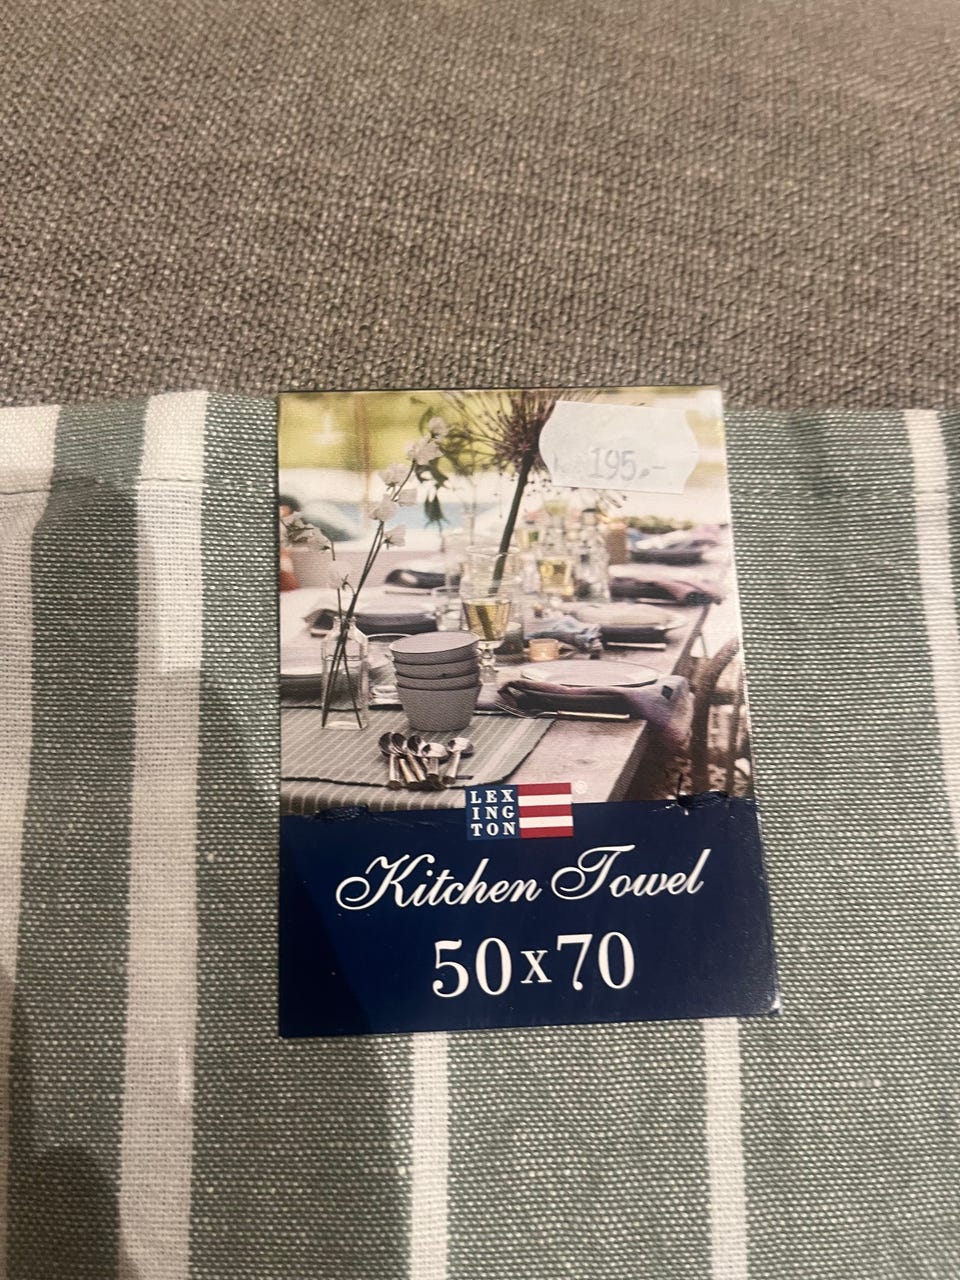 195.-
LEX
ING
TON
®
Kitchen Towel
50x70